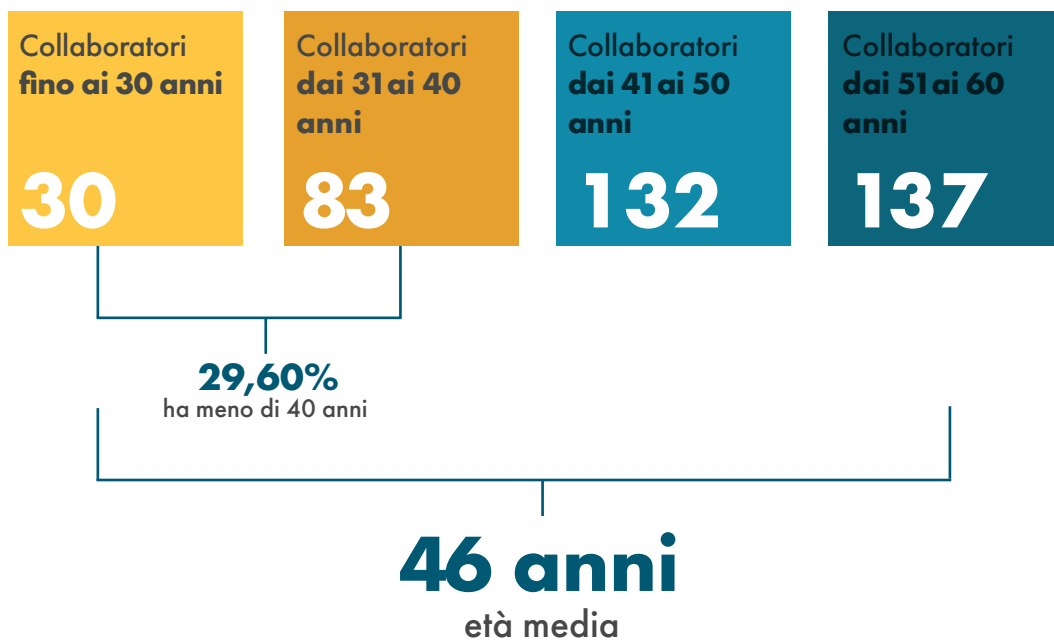 Collaboratori
fino ai 30 anni
30
Collaboratori
dai 31 ai 40
anni
83
Collaboratori
dai 41 ai 50
anni
132
Collaboratori
dai 51 ai 60
anni
137
29,60%
ha meno di 40 anni
46 anni
età media